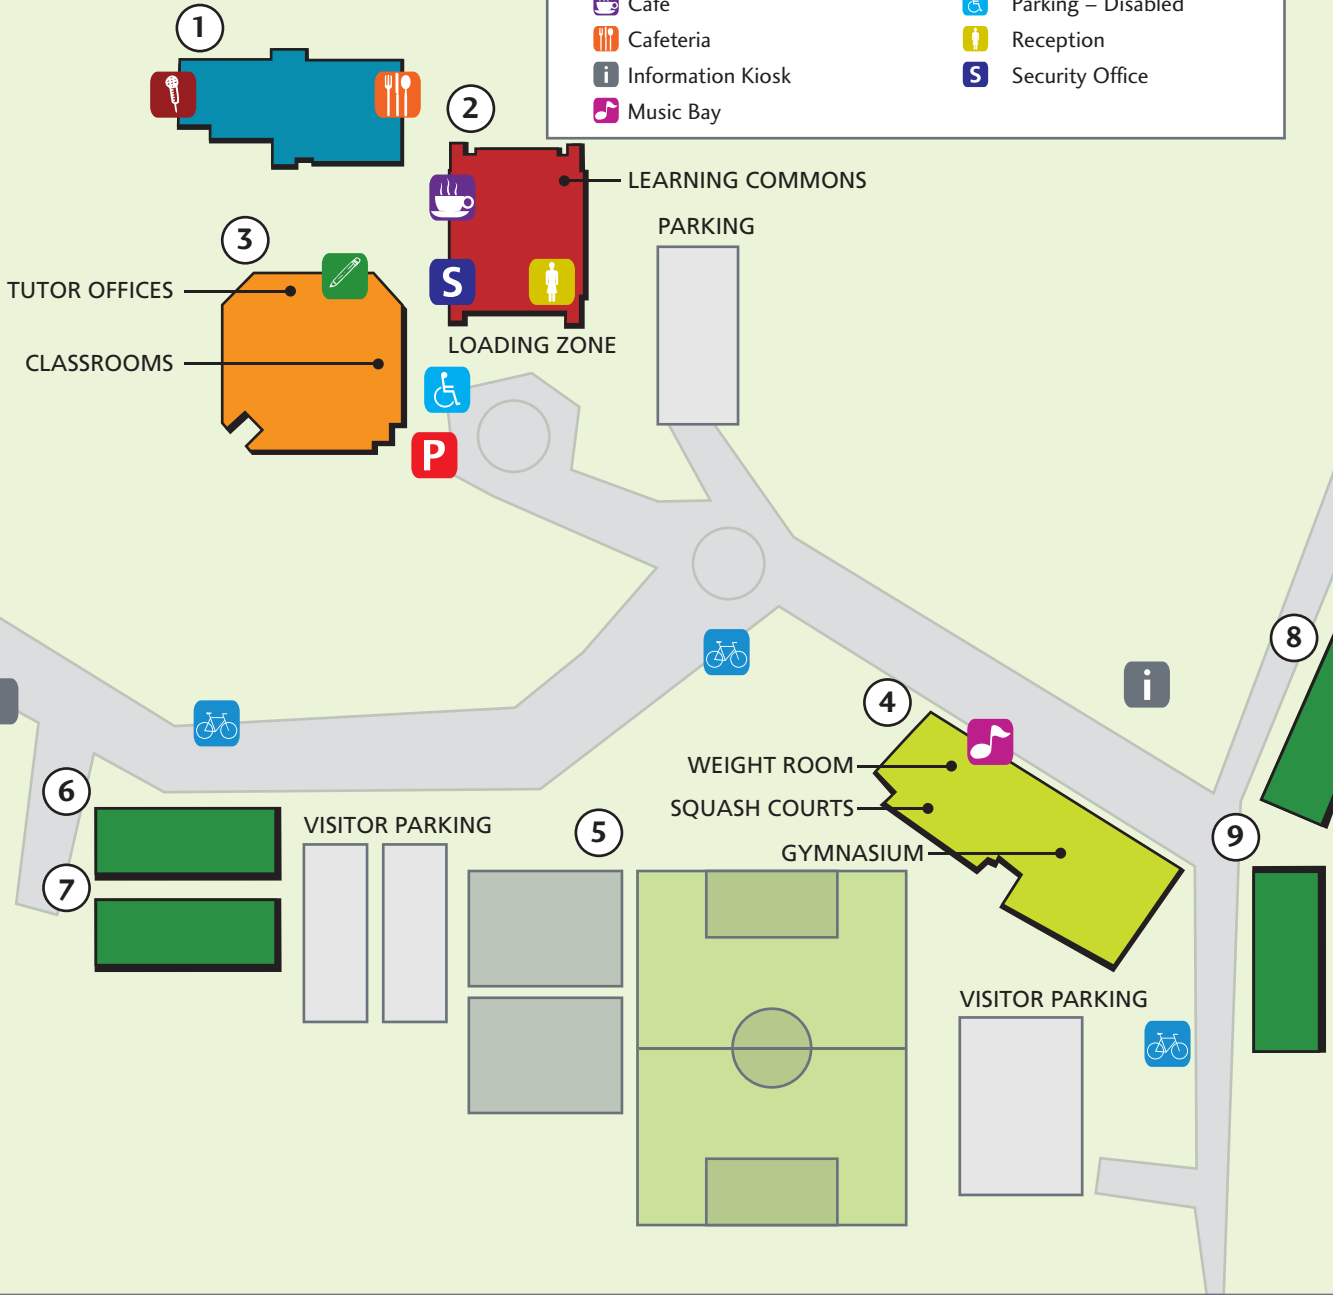 Cafe
Parking – Disabled
Cafeteria
Reception
i
Information Kiosk
S
Security Office
Music Bay
1
2
LEARNING COMMONS
PARKING
3
TUTOR OFFICES
S
CLASSROOMS
LOADING ZONE
P
8
i
4
WEIGHT ROOM
SQUASH COURTS
GYMNASIUM
6
VISITOR PARKING
5
9
7
VISITOR PARKING